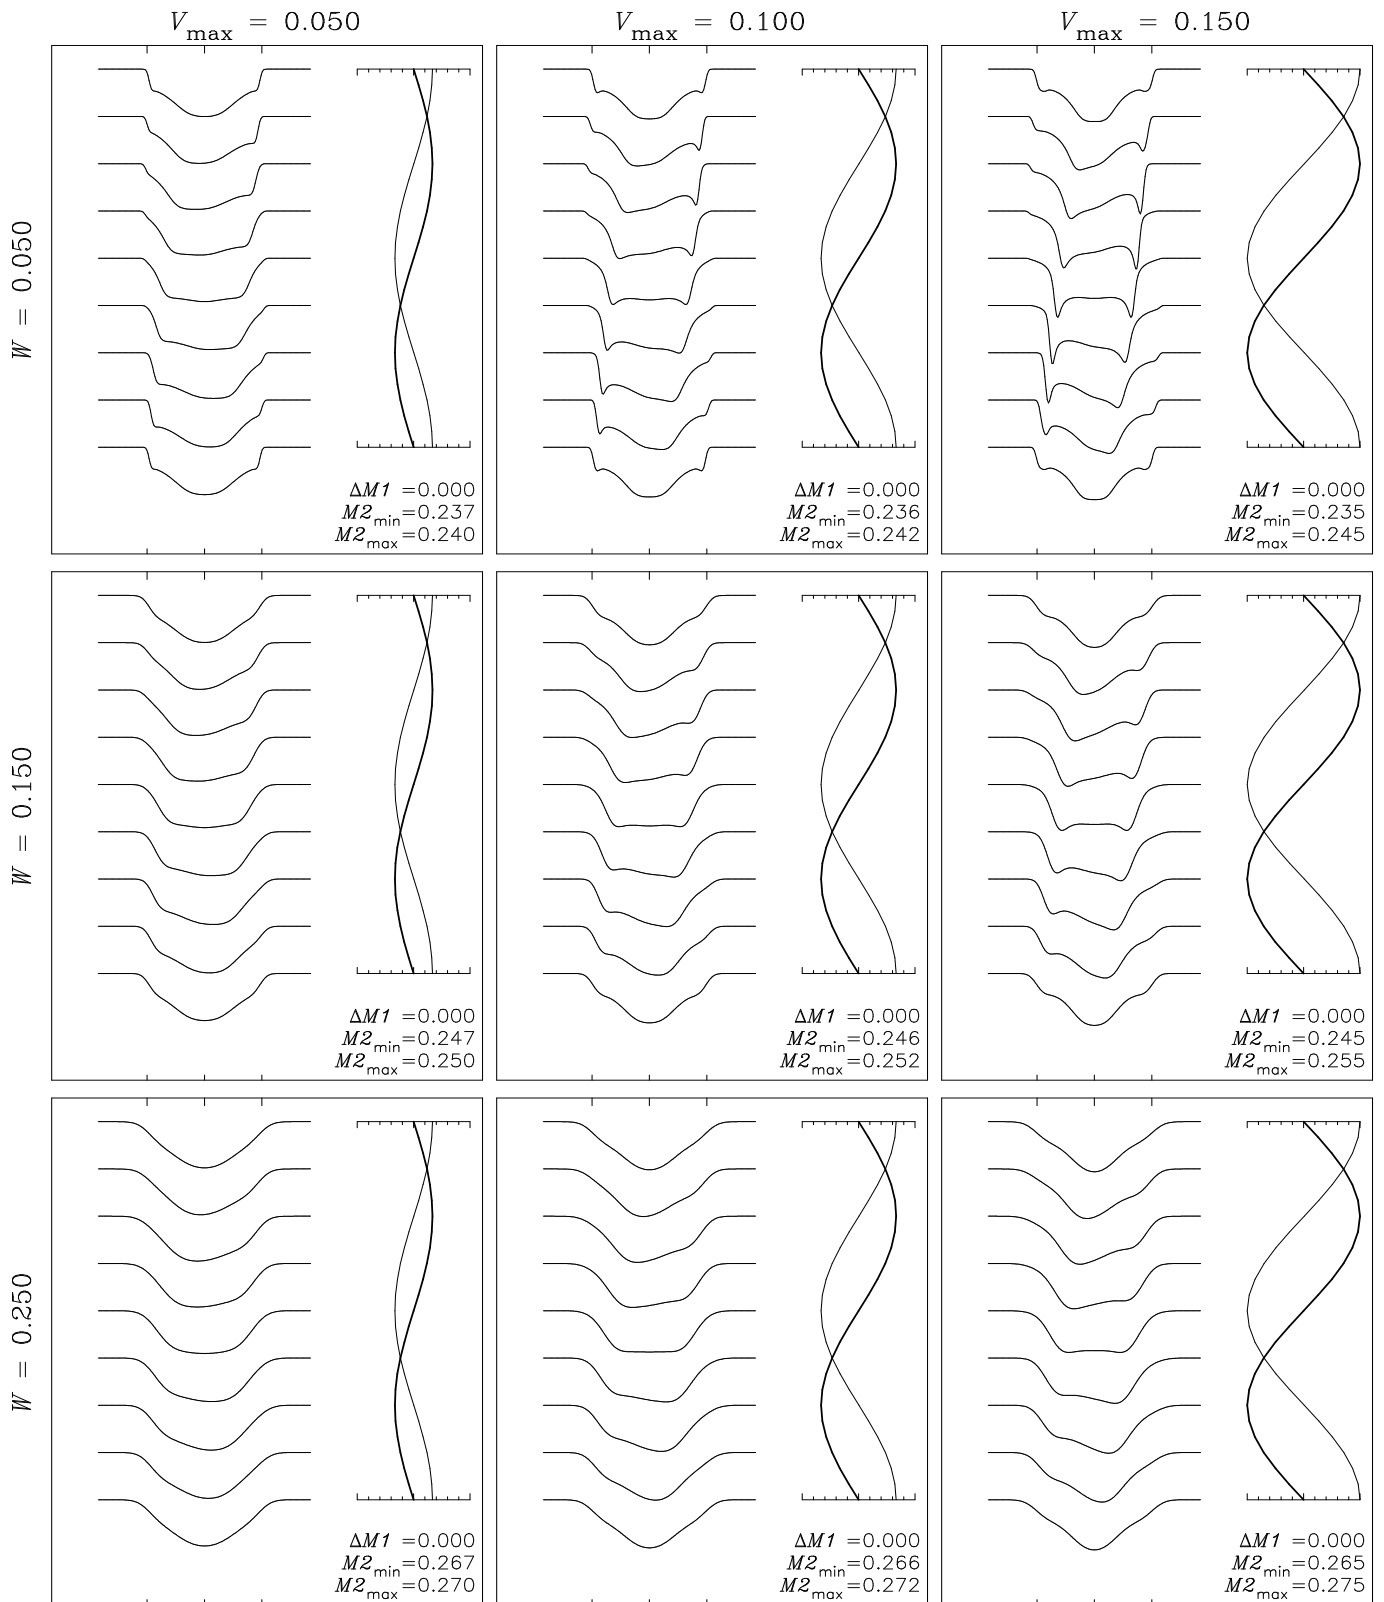 V_max = 0.050
V_max = 0.100
V_max = 0.150
W = 0.050
ΔM1 =0.000
M2_min=0.237
M2_max=0.240
ΔM1 =0.000
M2_min=0.236
M2_max=0.242
ΔM1 =0.000
M2_min=0.235
M2_max=0.245
W = 0.150
ΔM1 =0.000
M2_min=0.247
M2_max=0.250
ΔM1 =0.000
M2_min=0.246
M2_max=0.252
ΔM1 =0.000
M2_min=0.245
M2_max=0.255
W = 0.250
ΔM1 =0.000
M2_min=0.267
M2_max=0.270
ΔM1 =0.000
M2_min=0.266
M2_max=0.272
ΔM1 =0.000
M2_min=0.265
M2_max=0.275